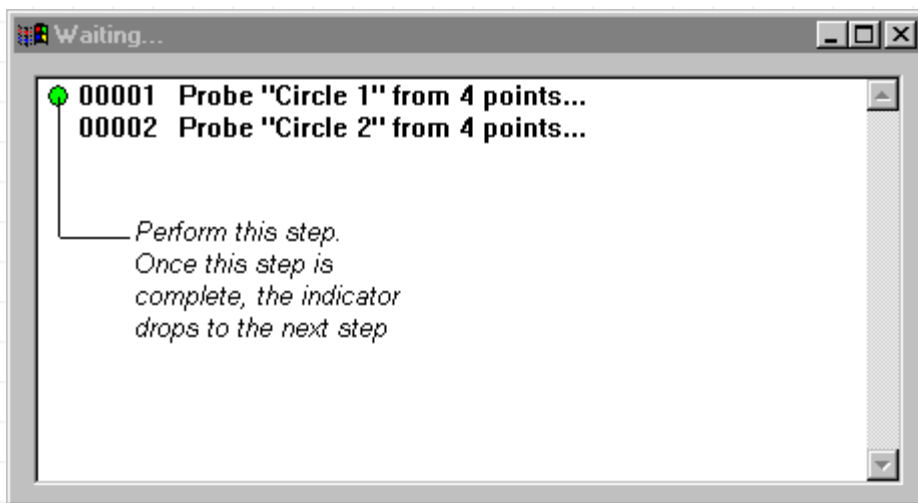 Waiting...
00001 Probe "Circle 1" from 4 points...
00002 Probe "Circle 2" from 4 points...
Perform this step.
Once this step is
complete, the indicator
drops to the next step